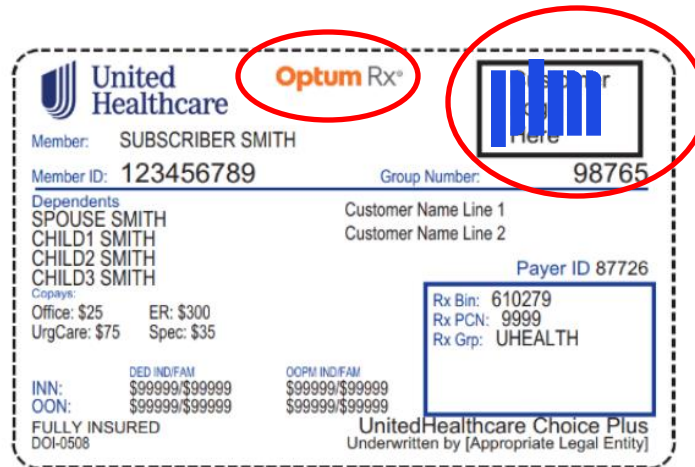 United
Healthcare
Optum Rx®
pdm
Here
Member: SUBSCRIBER SMITH
Member ID: 123456789 Group Number: 98765
Dependents
SPOUSE SMITH
CHILD1 SMITH
CHILD2 SMITH
CHILD3 SMITH
Customer Name Line 1
Customer Name Line 2
Payer ID 87726
Copays:
Office: $25 ER: $300
UrgCare: $75 Spec: $35
Rx Bin: 610279
Rx PCN: 9999
Rx Grp: UHEALTH
DED IND/FAM OOPM IND/FAM
INN: $99999/$99999 $99999/$99999
OON: $99999/$99999 $99999/$99999
FULLY INSURED
DOI-0508
UnitedHealthcare Choice Plus
Underwritten by [Appropriate Legal Entity]